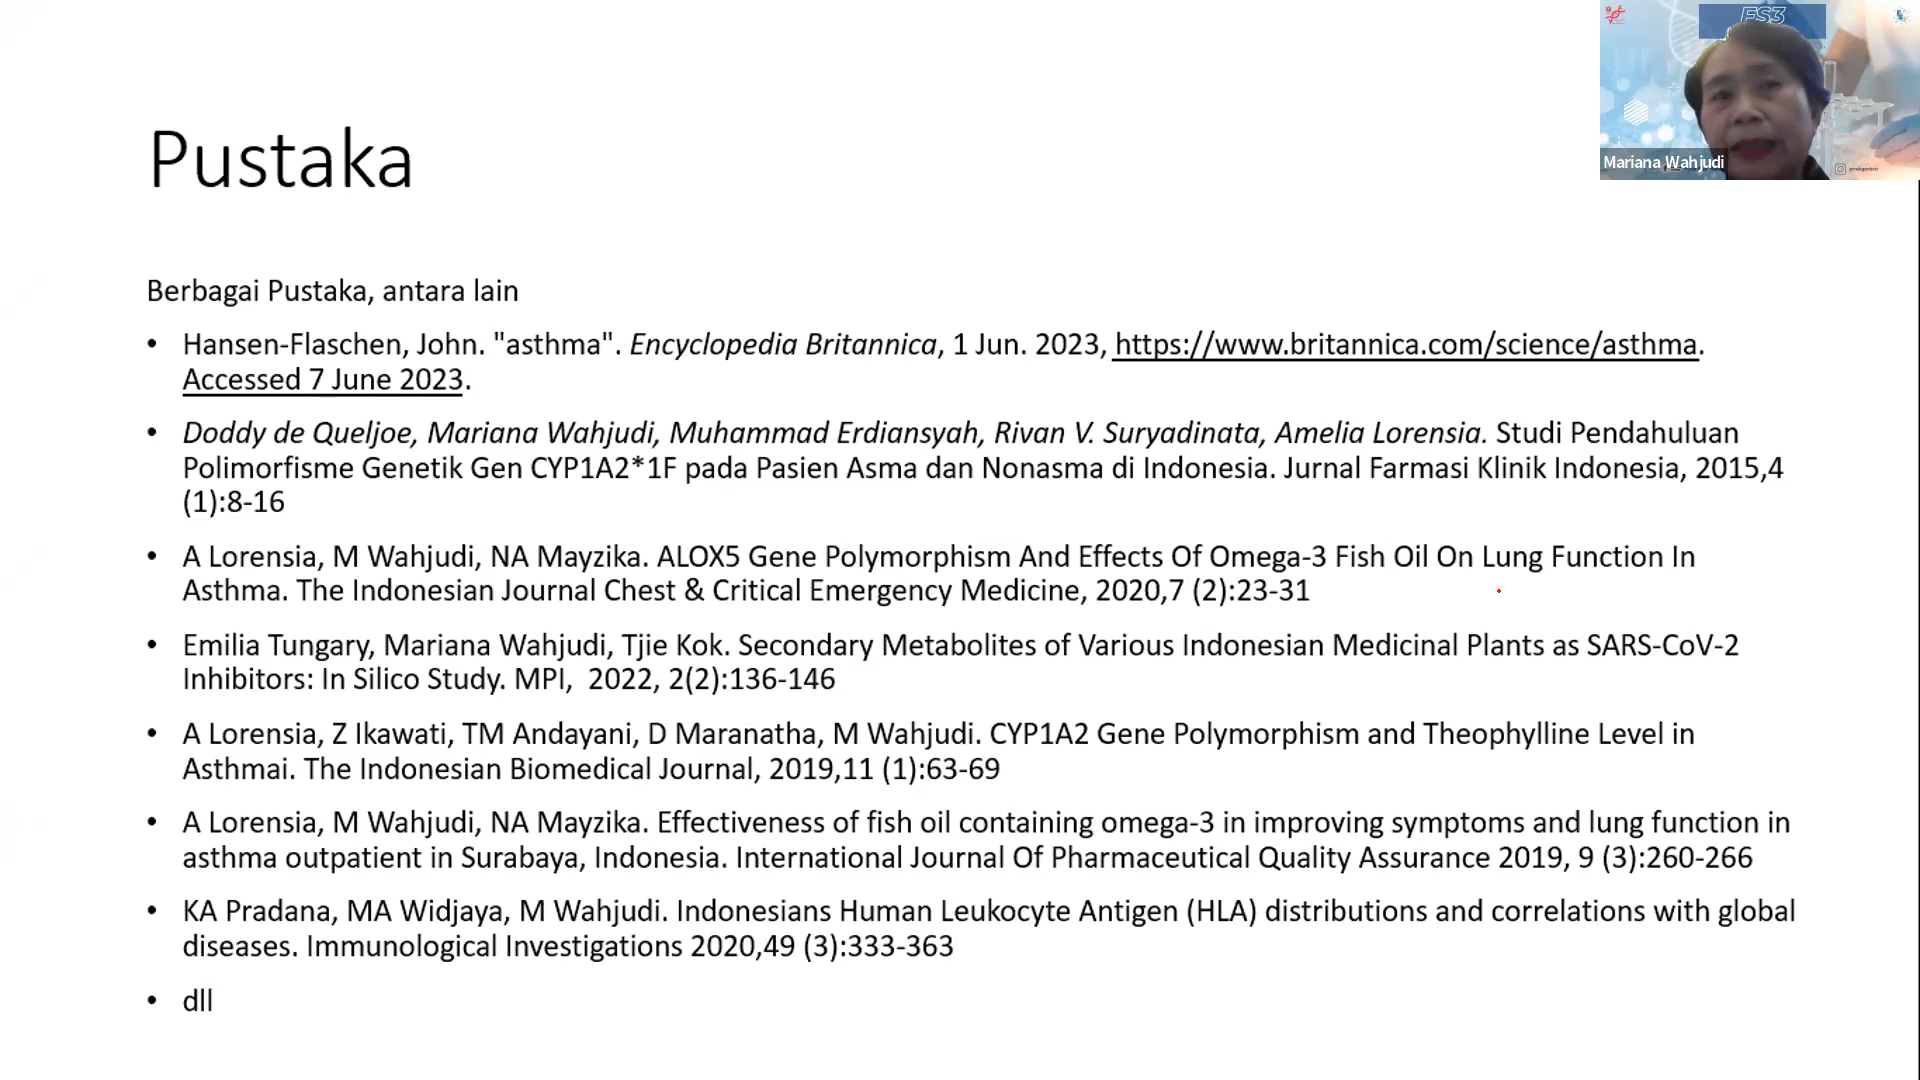 FS3
Mariana Wahjudi
Pustaka
Berbagai Pustaka, antara lain
• Hansen-Flaschen, John. "asthma". Encyclopedia Britannica, 1 Jun. 2023, https://www.britannica.com/science/asthma.
Accessed 7 June 2023.
• Doddy de Queljoe, Mariana Wahjudi, Muhammad Erdiansyah, Rivan V. Suryadinata, Amelia Lorensia. Studi Pendahuluan
Polimorfisme Genetik Gen CYP1A2*1F pada Pasien Asma dan Nonasma di Indonesia. Jurnal Farmasi Klinik Indonesia, 2015,4
(1):8-16
• A Lorensia, M Wahjudi, NA Mayzika. ALOX5 Gene Polymorphism And Effects Of Omega-3 Fish Oil On Lung Function In
Asthma. The Indonesian Journal Chest & Critical Emergency Medicine, 2020,7 (2):23-31
• Emilia Tungary, Mariana Wahjudi, Tjie Kok. Secondary Metabolites of Various Indonesian Medicinal Plants as SARS-CoV-2
Inhibitors: In Silico Study. MPI,  2022, 2(2):136-146
• A Lorensia, Z Ikawati, TM Andayani, D Maranatha, M Wahjudi. CYP1A2 Gene Polymorphism and Theophylline Level in
Asthmai. The Indonesian Biomedical Journal, 2019,11 (1):63-69
• A Lorensia, M Wahjudi, NA Mayzika. Effectiveness of fish oil containing omega-3 in improving symptoms and lung function in
asthma outpatient in Surabaya, Indonesia. International Journal Of Pharmaceutical Quality Assurance 2019, 9 (3):260-266
• KA Pradana, MA Widjaya, M Wahjudi. Indonesians Human Leukocyte Antigen (HLA) distributions and correlations with global
diseases. Immunological Investigations 2020,49 (3):333-363
• dll